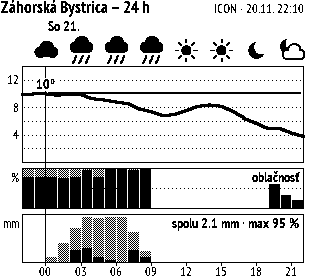 Záhorská Bystrica – 24 h
ICON · 20.11. 22:10
So 21.
12
10°
8
4
%
oblačnosť
mm
spolu 2.1 mm · max 95 %
00 03 06 09 12 15 18 21